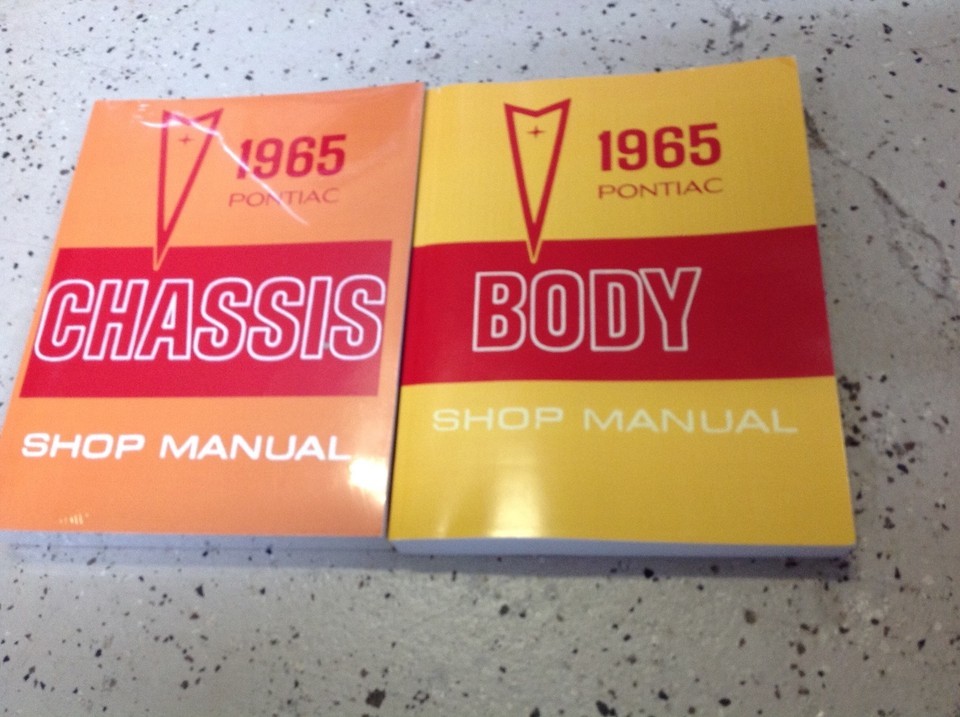 1965
PONTIAC
CHASSIS
SHOP MANUAL
1965
PONTIAC
BODY
SHOP MANUAL